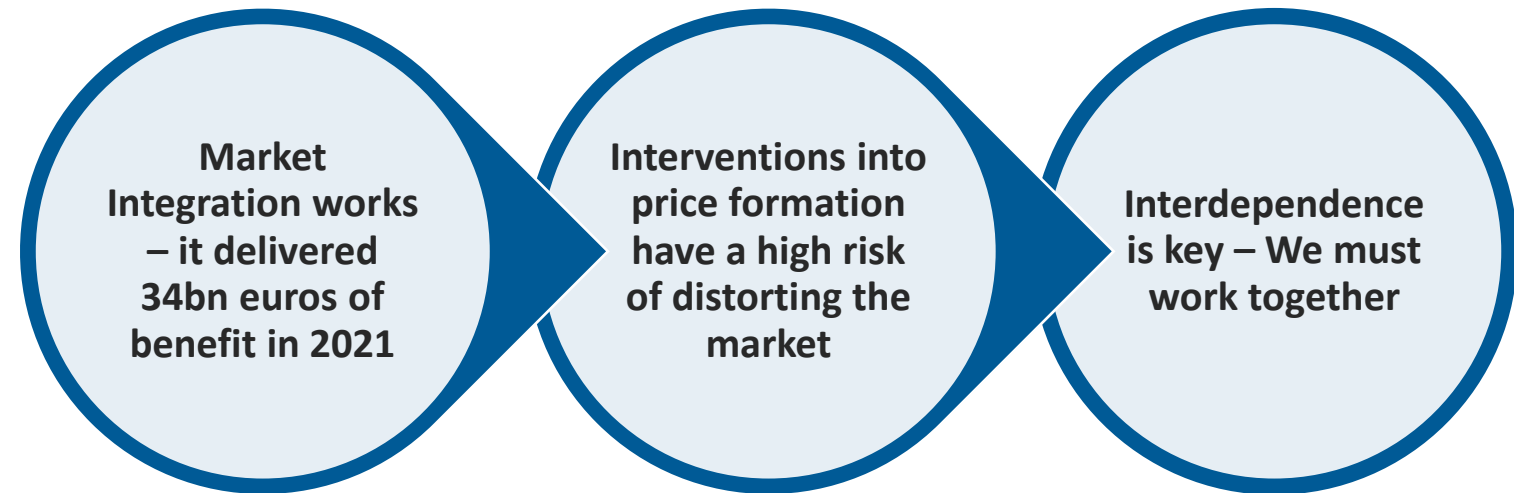 Market
Integration works
– it delivered
34bn euros of
benefit in 2021
Interventions into
price formation
have a high risk
of distorting the
market
Interdependence
is key – We must
work together